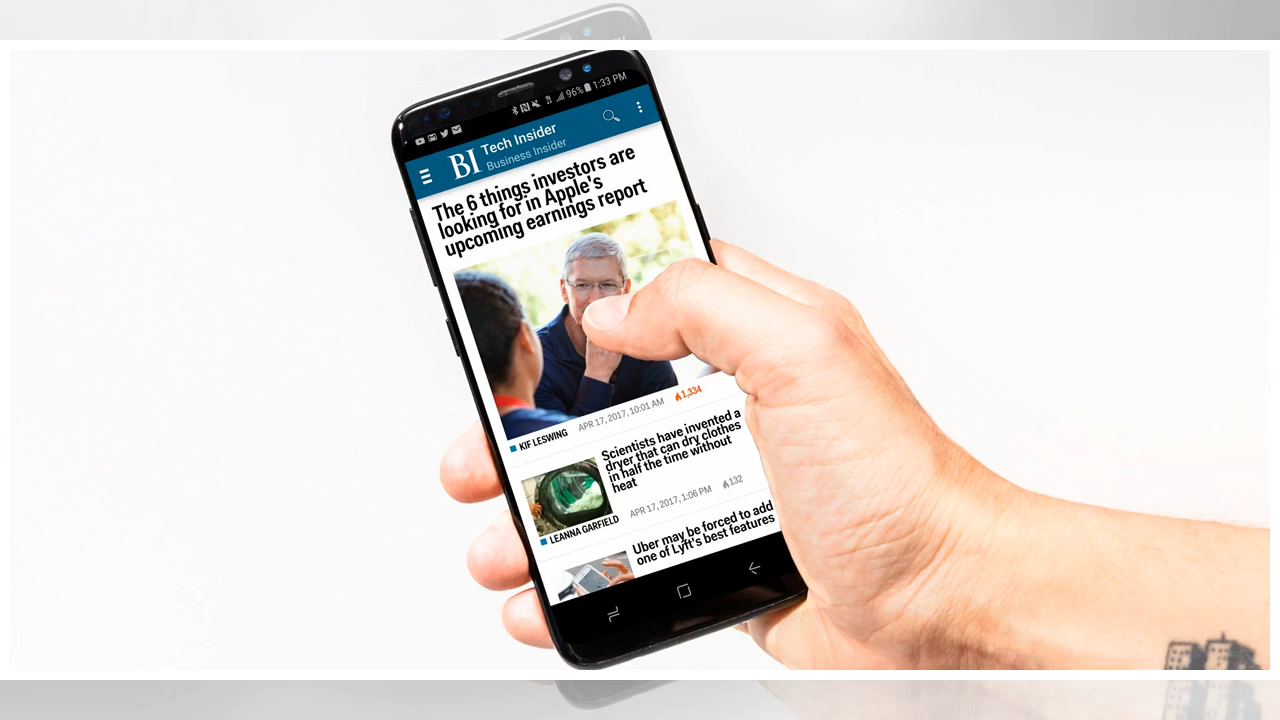 96% 1:33 PM
BI Tech Insider
Business Insider
The 6 things investors are
looking for in Apple's
upcoming earnings report
KIF LESWING APR 17, 2017, 10:01 AM 1,334
Scientists have invented a
dryer that can dry clothes
in half the time without
heat
APR 17, 2017, 1:06 PM 132
LEANNA GARFIELD
Uber may be forced to add
one of Lyft's best features